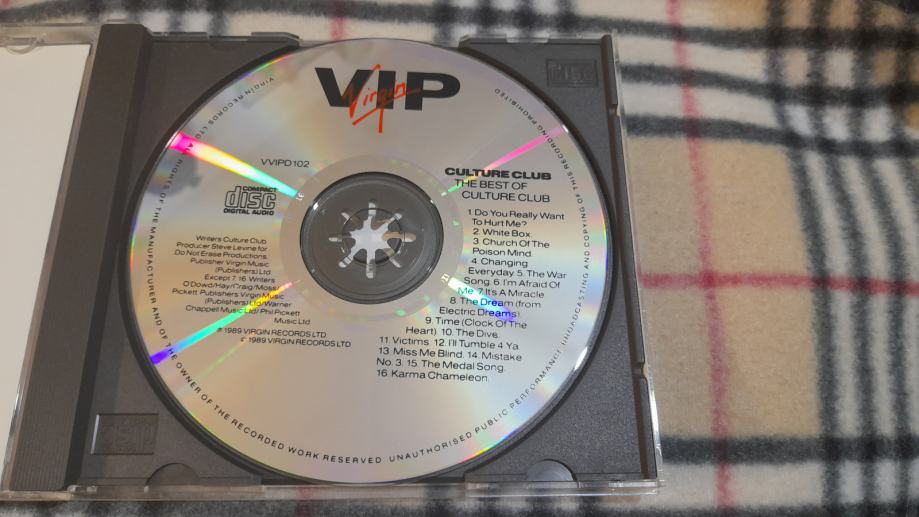 VIP
Virgin
VVIPD 102
COMPACT
disc
DIGITAL AUDIO
CULTURE CLUB
THE BEST OF
CULTURE CLUB
1. Do You Really Want
To Hurt Me?
2. White Box.
3. Church Of The
Poison Mind.
4. Changing
Everyday 5. The War
Song. 6. I'm Afraid Of
Me. 7. It's A Miracle
8. The Dream (from
Electric Dreams).
9. Time (Clock Of The
Heart). 10. The Dive.
11. Victims. 12. I'll Tumble 4 Ya.
13. Miss Me Blind. 14. Mistake
No. 3. 15. The Medal Song.
16. Karma Chameleon.
Writers Culture Club
Producer Steve Levine for
Do Not Erase Productions.
Publisher Virgin Music
(Publishers) Ltd.
Except 7. 16 Writers
O'Dowd/Hay/Craig/Moss/
Pickett. Publishers Virgin Music
(Publishers) Ltd/Warner
Chappell Music Ltd/Phil Pickett
Music Ltd.
℗ 1989 VIRGIN RECORDS LTD
© 1989 VIRGIN RECORDS LTD
VIRGIN RECORDS LTD. ALL RIGHTS OF THE MANUFACTURER AND OF THE OWNER OF THE RECORDED WORK RESERVED. UNAUTHORISED PUBLIC PERFORMANCE BROADCASTING AND COPYING OF THIS RECORD PROHIBITED